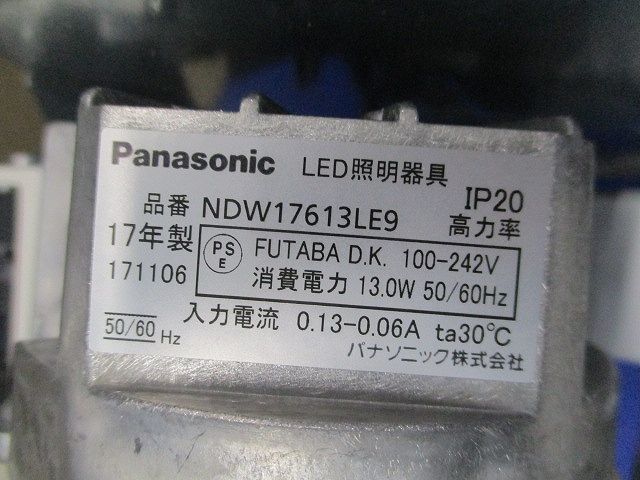 Panasonic LED照明器具
IP20
品番 NDW17613LE9 高力率
17年製
171106
PS
E
FUTABA D.K. 100-242V
消費電力 13.0W 50/60Hz
50/60 Hz
入力電流 0.13-0.06A ta30℃
パナソニック株式会社